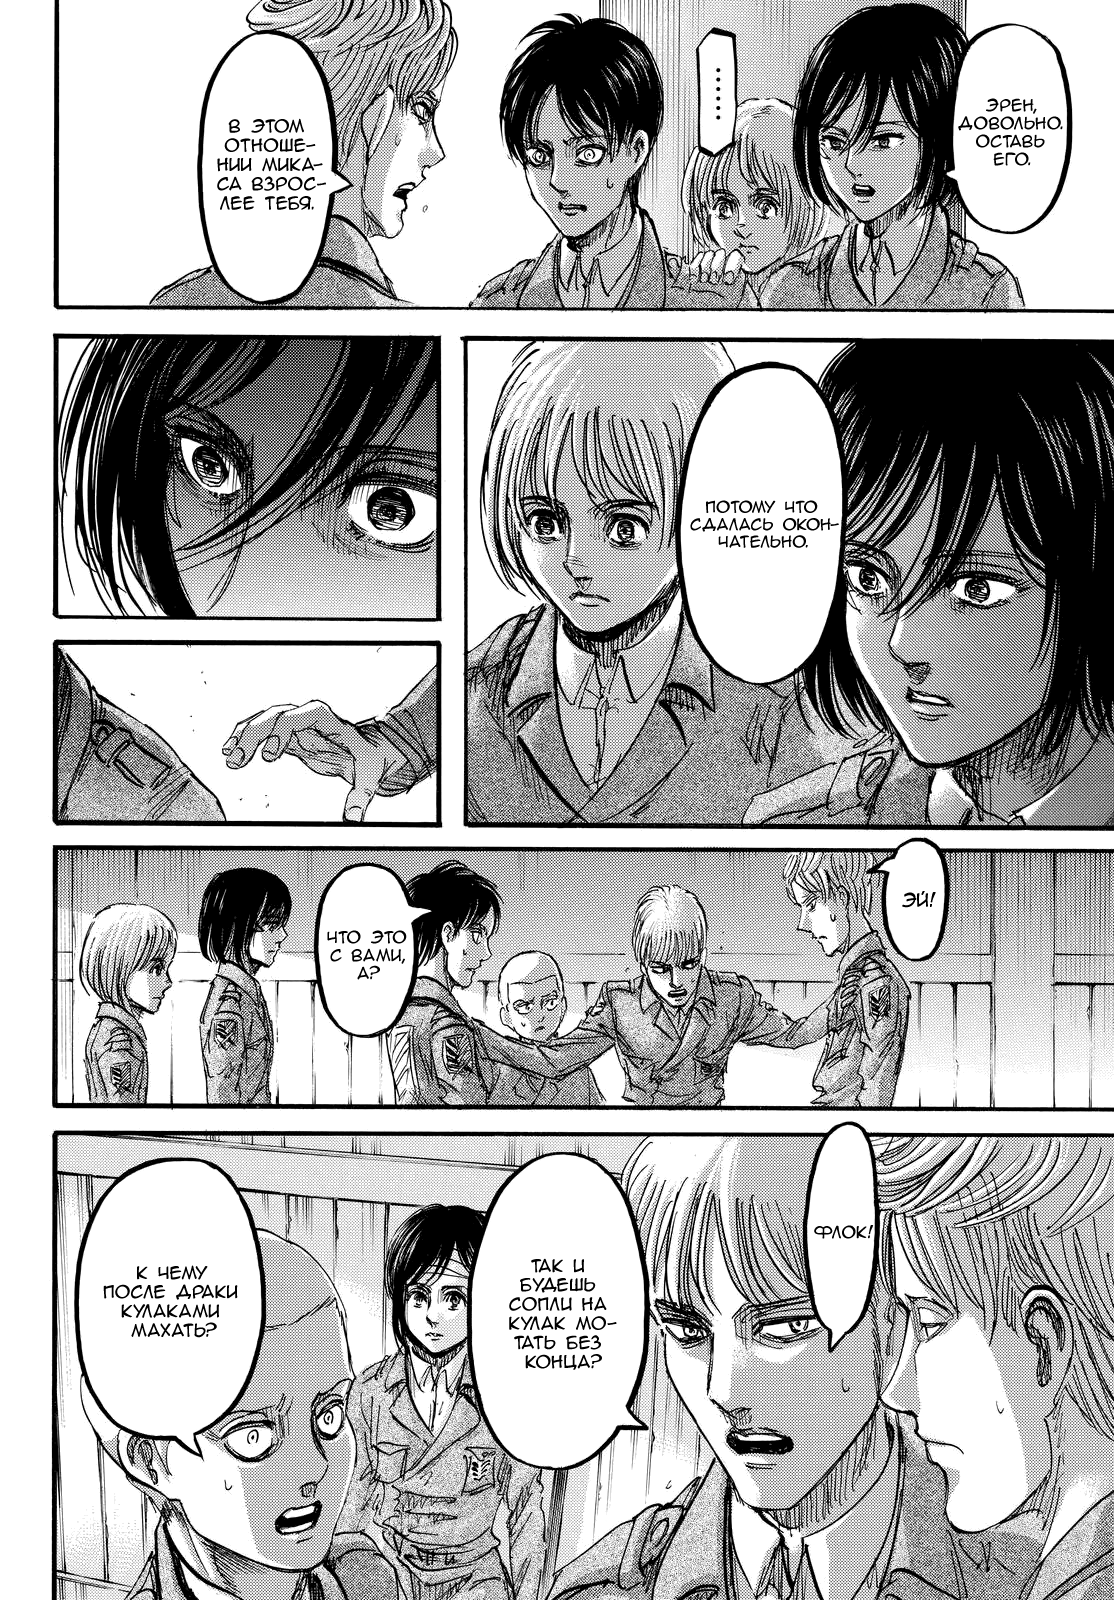 ЭРЕН,
ДОВОЛЬНО.
ОСТАВЬ
ЕГО.
......
В ЭТОМ
ОТНОШЕ-
НИИ МИКА-
СА ВЗРОС-
ЛЕЕ ТЕБЯ.
ПОТОМУ ЧТО
СДАЛАСЬ ОКОН-
ЧАТЕЛЬНО.
ЭЙ!
ЧТО ЭТО
С ВАМИ,
А?
ФЛОК!
ТАК И
БУДЕШЬ
СОПЛИ НА
КУЛАК МО-
ТАТЬ БЕЗ
КОНЦА?
К ЧЕМУ
ПОСЛЕ ДРАКИ
КУЛАКАМИ
МАХАТЬ?